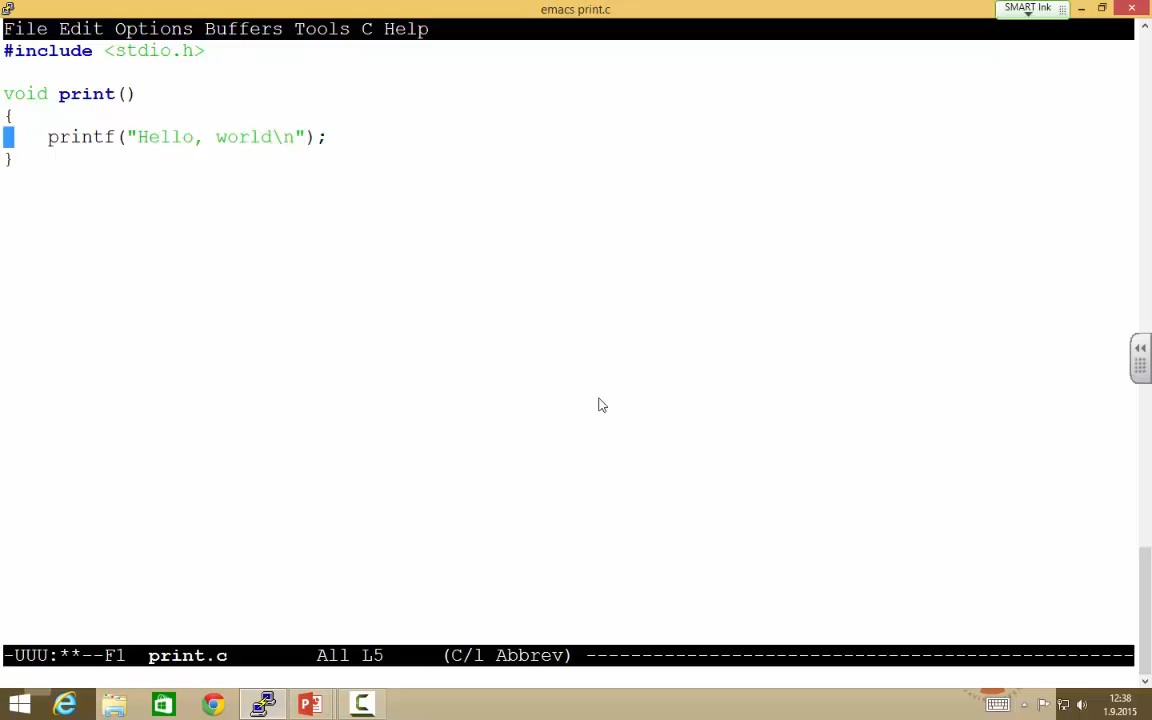 emacs print.c
SMART Ink
File Edit Options Buffers Tools C Help
#include <stdio.h>
void print()
{
    printf("Hello, world\n");
}
-UUU:**--F1  print.c        All L5     (C/l Abbrev) --------------------------------------------------------------
12:38
1.9.2015